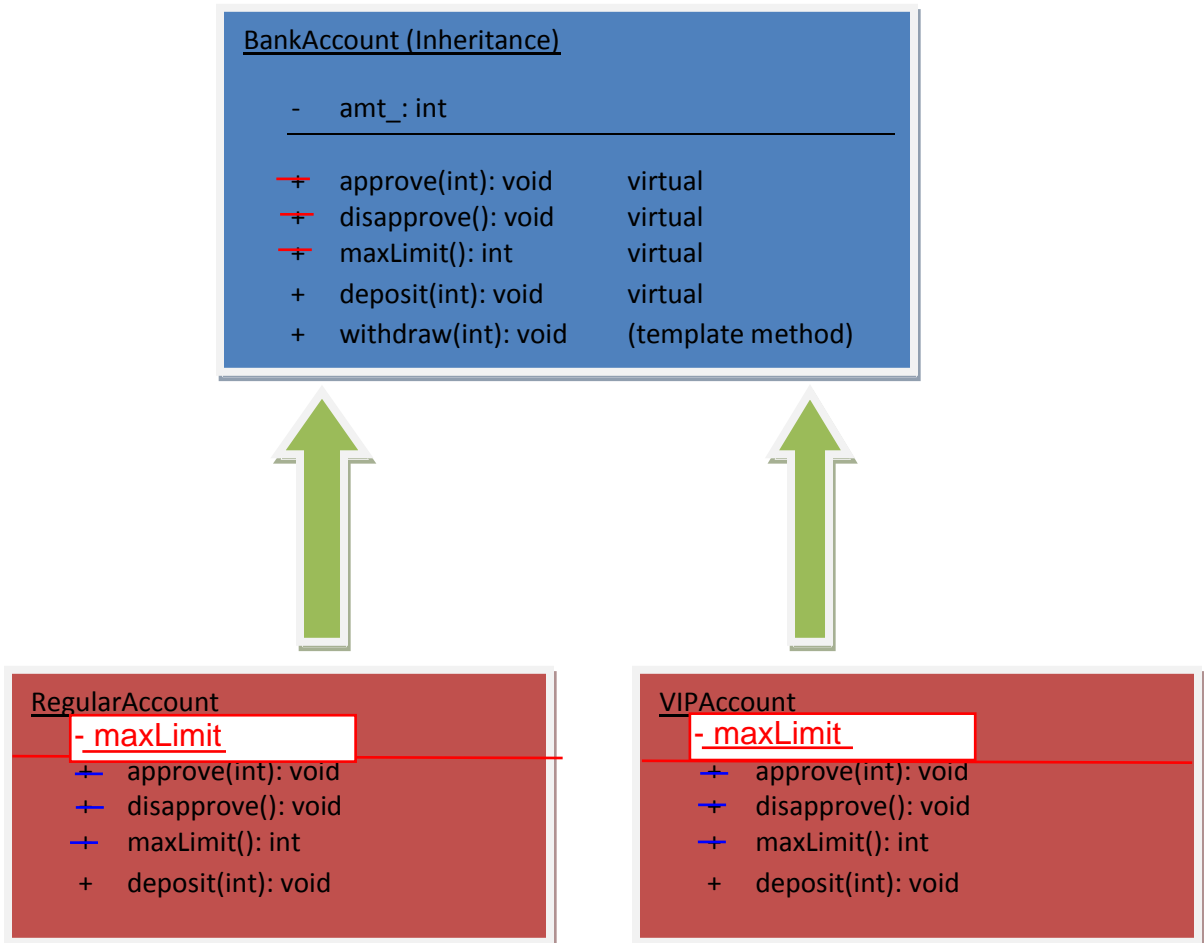 BankAccount (Inheritance)
- amt_: int
+ approve(int): void virtual
+ disapprove(): void virtual
+ maxLimit(): int virtual
+ deposit(int): void virtual
+ withdraw(int): void (template method)
RegularAccount
- maxLimit
+ approve(int): void
+ disapprove(): void
+ maxLimit(): int
+ deposit(int): void
VIPAccount
- maxLimit
+ approve(int): void
+ disapprove(): void
+ maxLimit(): int
+ deposit(int): void